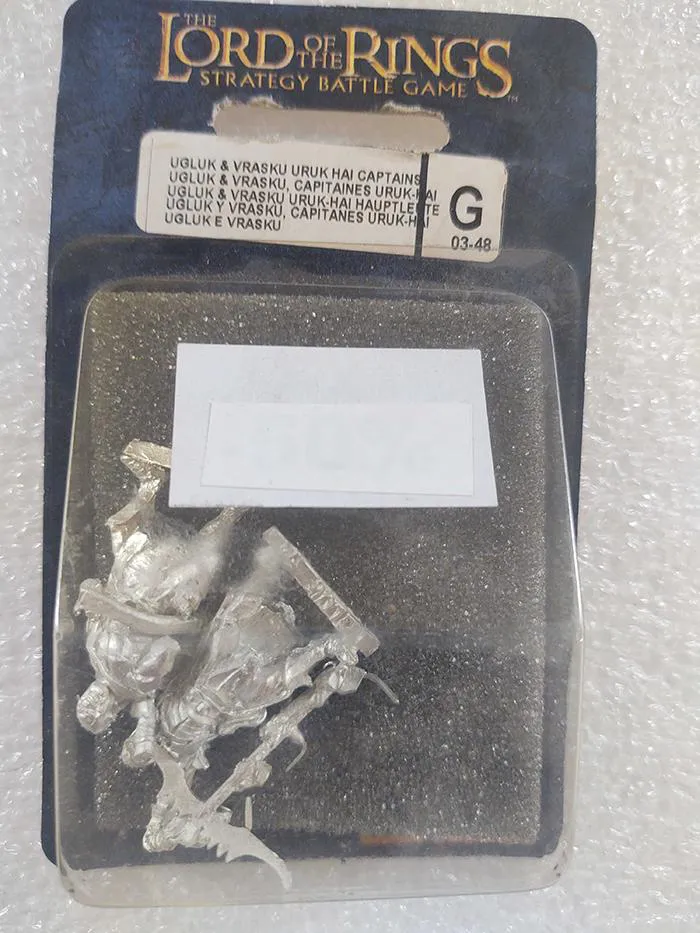 THE
LORD OF THE RINGS
STRATEGY BATTLE GAME
UGLUK & VRASKU URUK HAI CAPTAINS
UGLUK & VRASKU, CAPITAINES URUK-HAI
UGLUK & VRASKU URUK-HAI HAUPTLEUTE
UGLUK Y VRASKU, CAPITANES URUK-HAI
UGLUK E VRASKU
G
03-48